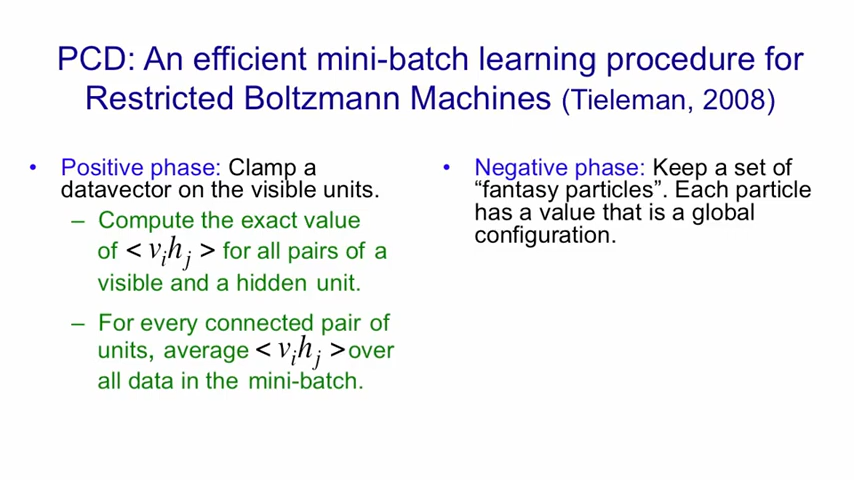 PCD: An efficient mini-batch learning procedure for
Restricted Boltzmann Machines (Tieleman, 2008)
• Positive phase: Clamp a
datavector on the visible units.
– Compute the exact value
of < v_i h_j > for all pairs of a
visible and a hidden unit.
– For every connected pair of
units, average < v_i h_j > over
all data in the mini-batch.
• Negative phase: Keep a set of
“fantasy particles”. Each particle
has a value that is a global
configuration.